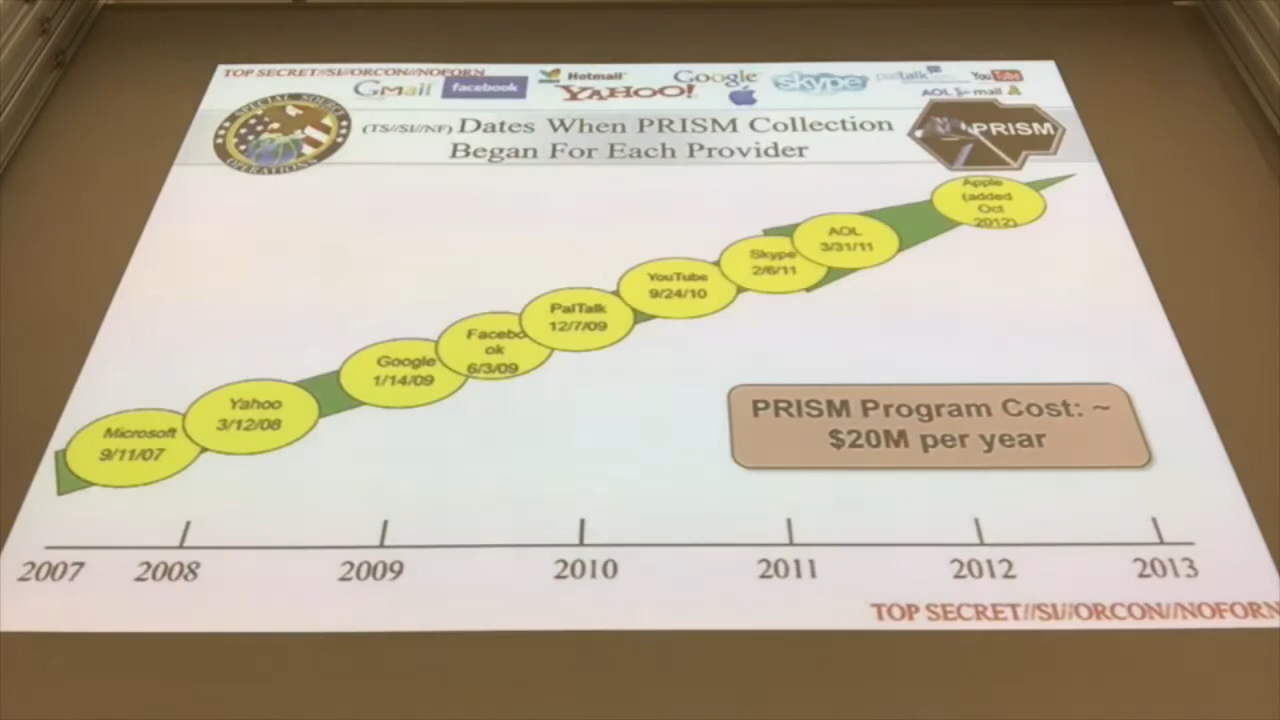 TOP SECRET//SI//ORCON//NOFORN
Gmail
facebook
Hotmail
YAHOO!
Google
skype
paltalk
YouTube
AOL mail
SPECIAL SOURCE
OPERATIONS
(TS//SI//NF) Dates When PRISM Collection
Began For Each Provider
PRISM
Microsoft
9/11/07
Yahoo
3/12/08
Google
1/14/09
Facebo
ok
6/3/09
PalTalk
12/7/09
YouTube
9/24/10
Skype
2/6/11
AOL
3/31/11
Apple
(added
Oct
2012)
PRISM Program Cost: ~
$20M per year
2007 2008 2009 2010 2011 2012 2013
TOP SECRET//SI//ORCON//NOFORN